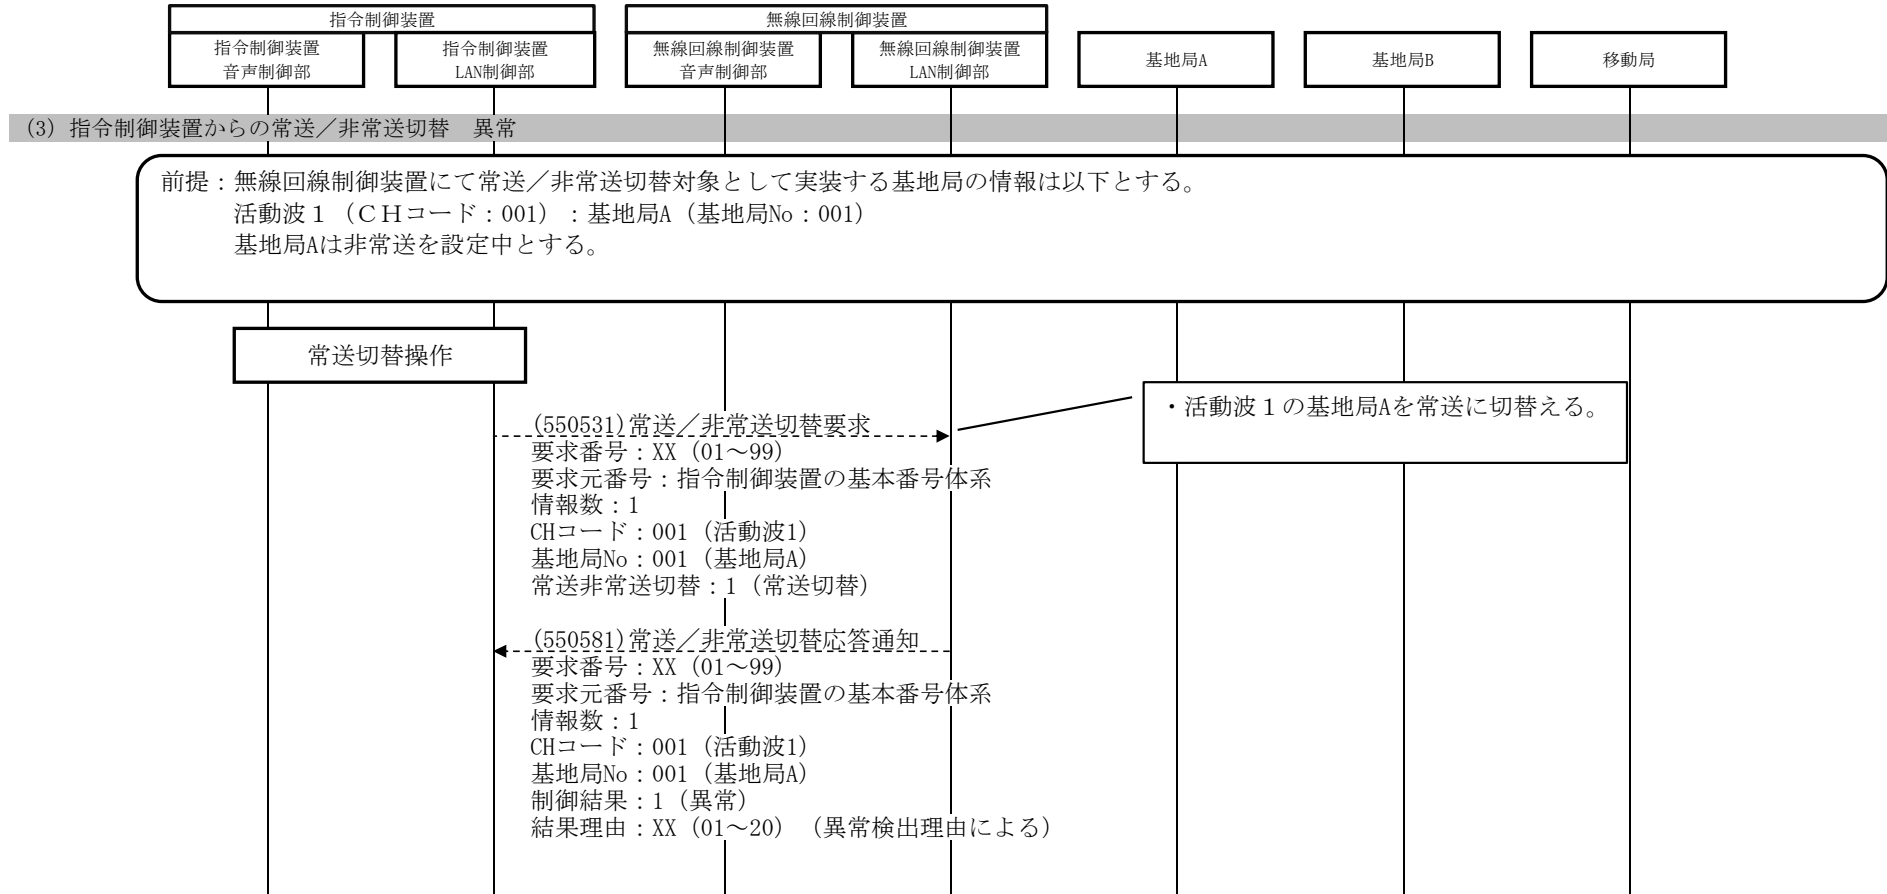 指令制御装置
無線回線制御装置
指令制御装置
音声制御部
指令制御装置
LAN制御部
無線回線制御装置
音声制御部
無線回線制御装置
LAN制御部
基地局A
基地局B
移動局
(3) 指令制御装置からの常送／非常送切替　異常
前提：無線回線制御装置にて常送／非常送切替対象として実装する基地局の情報は以下とする。
活動波１（ＣＨコード：001）：基地局A（基地局No：001）
基地局Aは非常送を設定中とする。
常送切替操作
・活動波１の基地局Aを常送に切替える。
(550531)常送／非常送切替要求
要求番号：XX（01～99）
要求元番号：指令制御装置の基本番号体系
情報数：1
CHコード：001（活動波1）
基地局No：001（基地局A）
常送非常送切替：1（常送切替）
(550581)常送／非常送切替応答通知
要求番号：XX（01～99）
要求元番号：指令制御装置の基本番号体系
情報数：1
CHコード：001（活動波1）
基地局No：001（基地局A）
制御結果：1（異常）
結果理由：XX（01～20）（異常検出理由による）